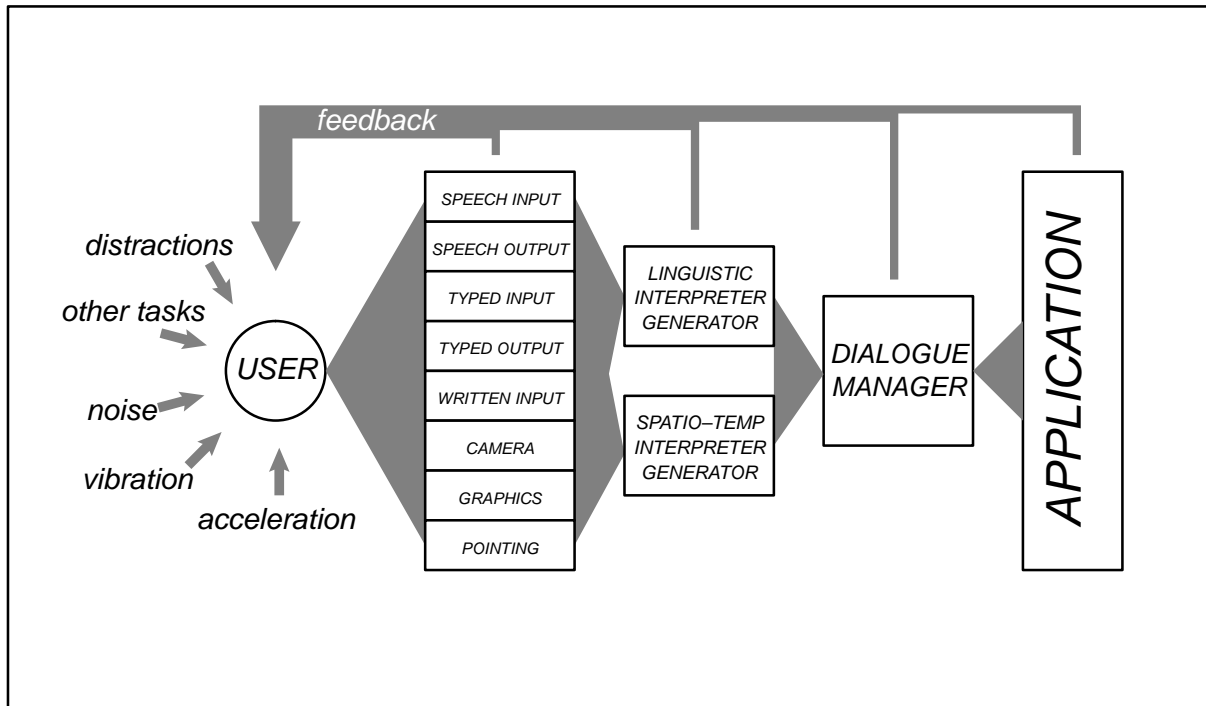 feedback
distractions
other tasks
noise
vibration
acceleration
USER
SPEECH INPUT
SPEECH OUTPUT
TYPED INPUT
TYPED OUTPUT
WRITTEN INPUT
CAMERA
GRAPHICS
POINTING
LINGUISTIC
INTERPRETER
GENERATOR
SPATIO–TEMP
INTERPRETER
GENERATOR
DIALOGUE
MANAGER
APPLICATION